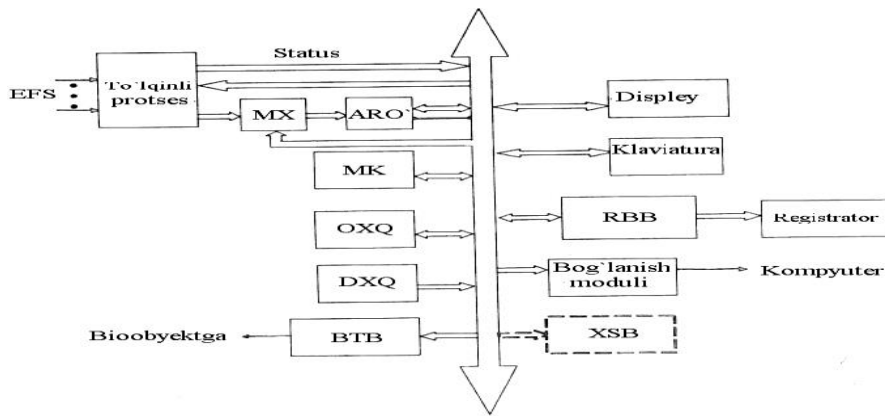 Status
EFS
To`lqinli
protses
MX
ARO`
Displey
Klaviatura
MK
RBB
Registrator
OXQ
Bog`lanish
moduli
Kompyuter
DXQ
Bioobyektga
BTB
XSB